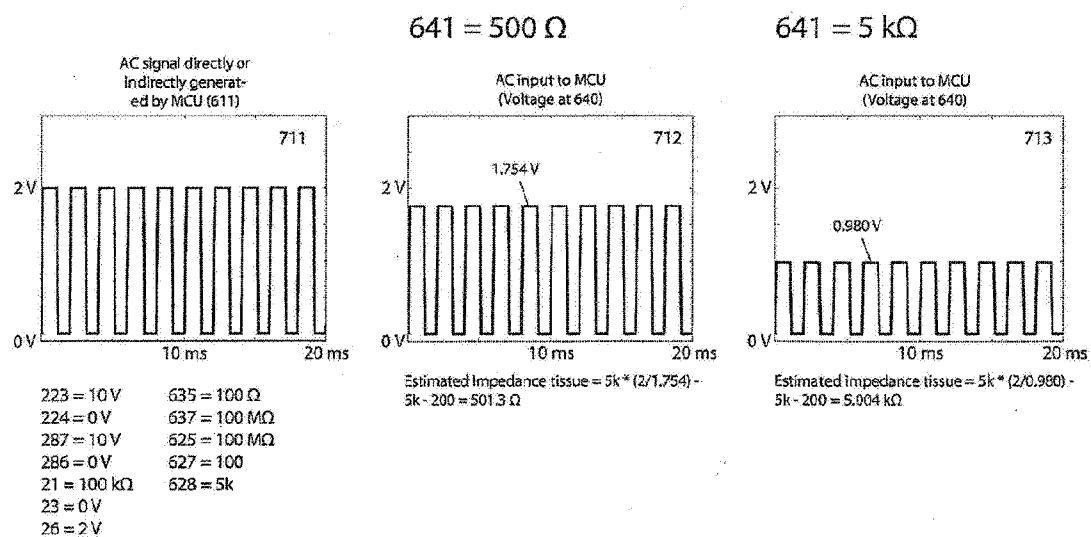 641 = 500 Ω
641 = 5 kΩ
AC signal directly or
indirectly generat-
ed by MCU (611)
AC input to MCU
(Voltage at 640)
AC input to MCU
(Voltage at 640)
711
712
713
2 V
2 V
2 V
1.754 V
0.980 V
0 V
0 V
0 V
10 ms
20 ms
10 ms
20 ms
10 ms
20 ms
Estimated Impedance tissue = 5k * (2/1.754) -
5k - 200 = 501.3 Ω
Estimated Impedance tissue = 5k * (2/0.980) -
5k - 200 = 5.004 kΩ
223 = 10 V
224 = 0 V
287 = 10 V
286 = 0 V
21 = 100 kΩ
23 = 0 V
26 = 2 V
635 = 100 Ω
637 = 100 MΩ
625 = 100 MΩ
627 = 100
628 = 5k